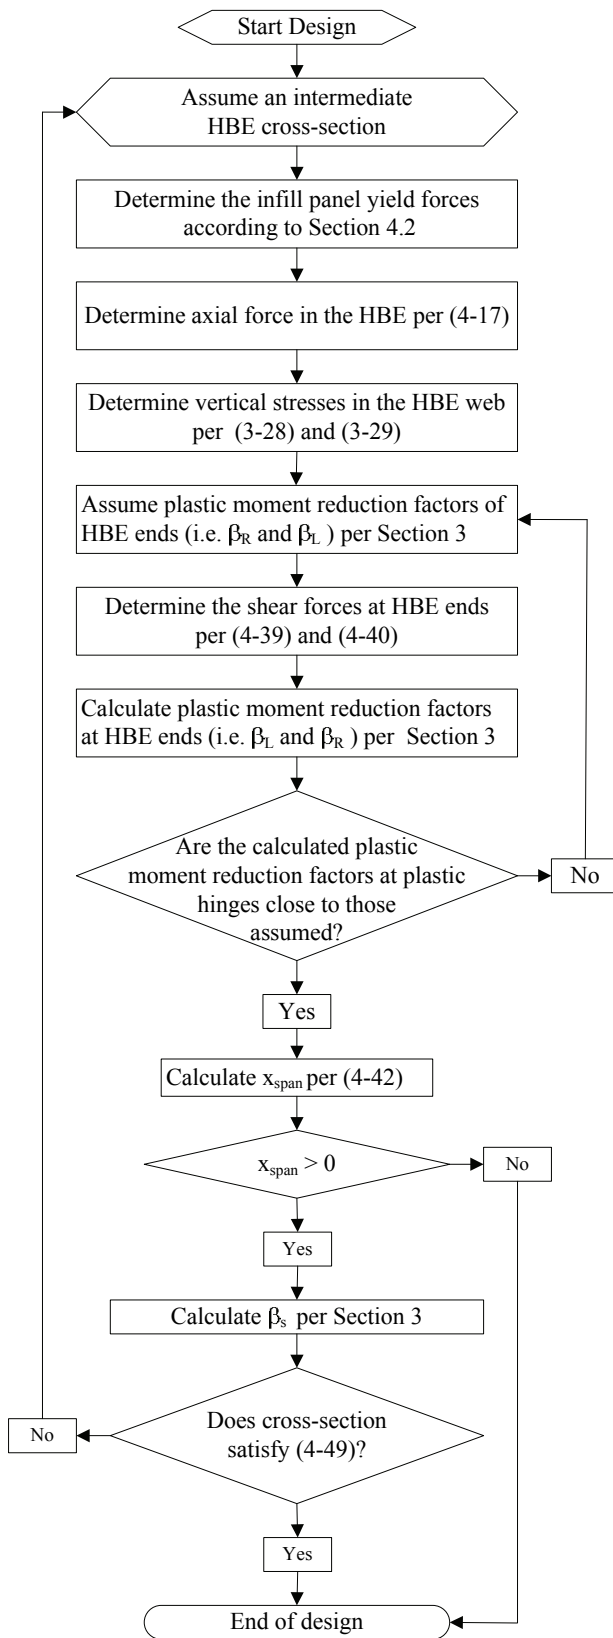 Start Design
Assume an intermediate
HBE cross-section
Determine the infill panel yield forces
according to Section 4.2
Determine axial force in the HBE per (4-17)
Determine vertical stresses in the HBE web
per (3-28) and (3-29)
Assume plastic moment reduction factors of
HBE ends (i.e. βR and βL ) per Section 3
Determine the shear forces at HBE ends
per (4-39) and (4-40)
Calculate plastic moment reduction factors
at HBE ends (i.e. βL and βR ) per Section 3
Are the calculated plastic
moment reduction factors at plastic
hinges close to those
assumed?
No
Yes
Calculate xspan per (4-42)
xspan > 0
No
Yes
Calculate βs per Section 3
Does cross-section
satisfy (4-49)?
No
Yes
End of design